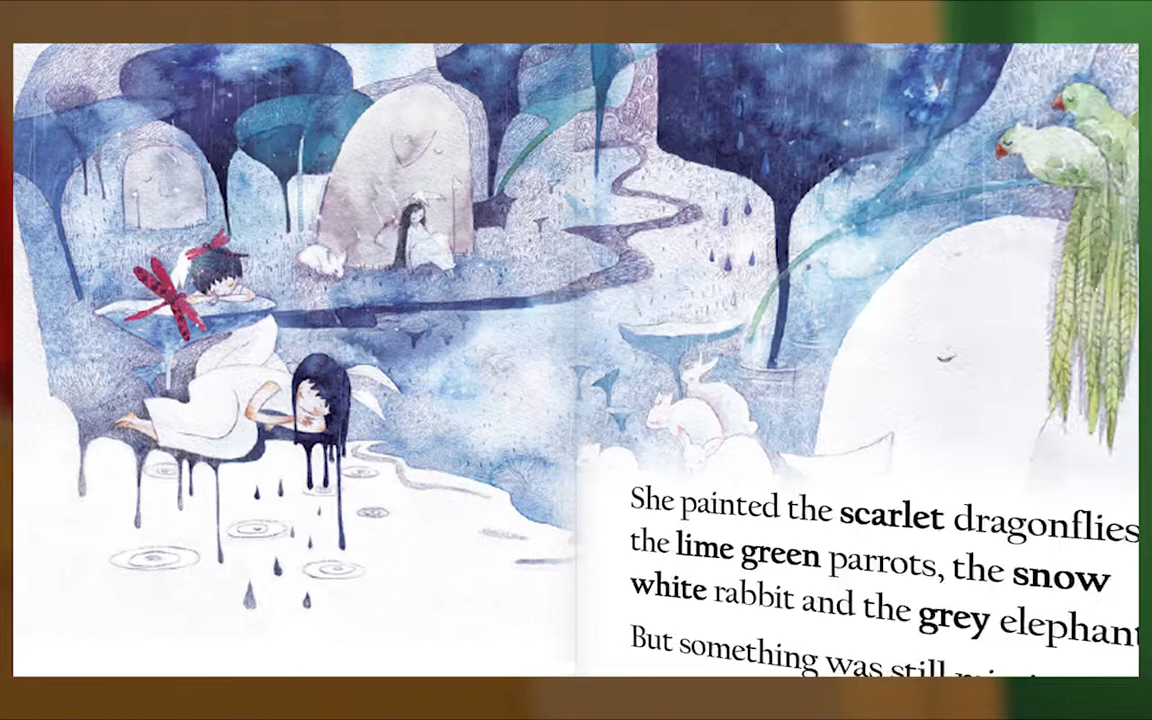 She painted the scarlet dragonflies
the lime green parrots, the snow
white rabbit and the grey elephant
But something was still